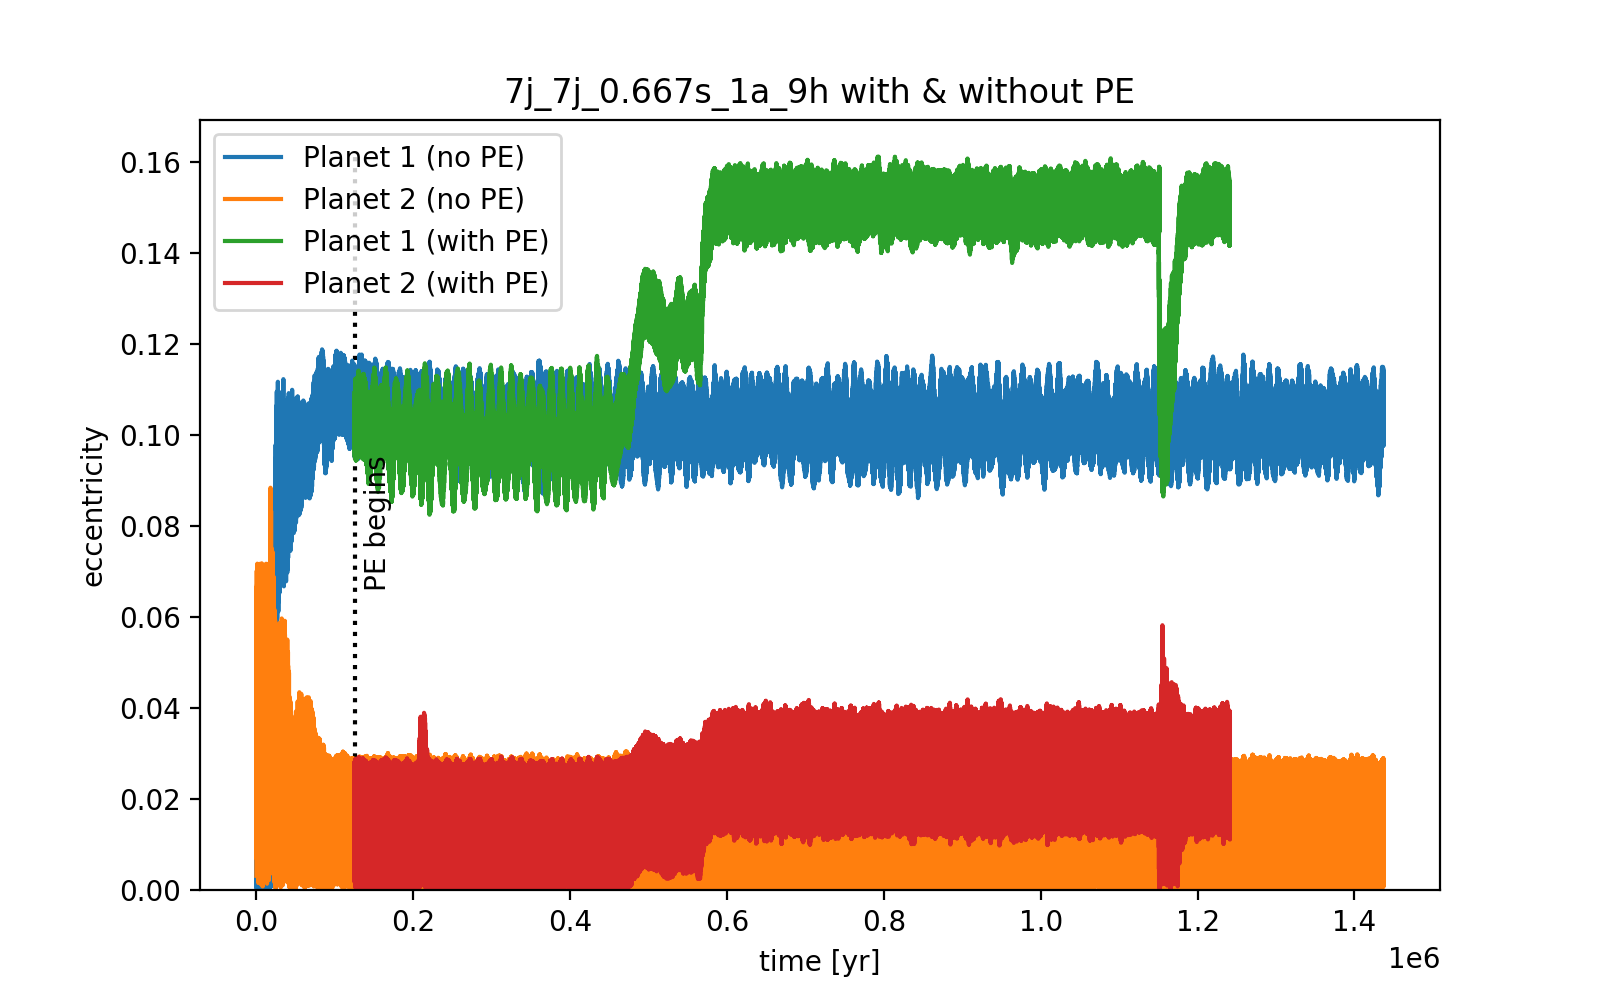 7j_7j_0.667s_1a_9h with & without PE
Planet 1 (no PE)
Planet 2 (no PE)
Planet 1 (with PE)
Planet 2 (with PE)
0.16
0.14
0.12
0.10
0.08
0.06
0.04
0.02
0.00
eccentricity
PE begins
0.0
0.2
0.4
0.6
0.8
1.0
1.2
1.4
time [yr]
1e6